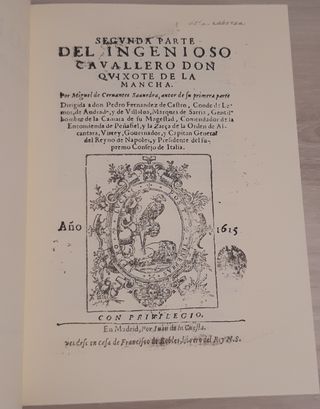 SEGVNDA PARTE
DEL INGENIOSO
CAVALLERO DON
QVIXOTE DE LA
MANCHA.
Por Miguel de Ceruantes Saauedra, autor de su primera parte
Dirigida a don Pedro Fernandez de Castro, Conde de Le-
mos, de Andrade, y de Villalua, Marques de Sarria, Gentil-
hombre de la Camara de su Magestad, Comendador de la
Encomienda de Peñafiel, y la Zarça de la Orden de Al-
cantara, Virrey, Gouernador, y Capitan General
del Reyno de Napoles, y Presidente del su-
premo Consejo de Italia.
Año 1615
CON PRIVILEGIO.
En Madrid, Por Iuan de la Cuesta.
vendese en casa de Francisco de Robles, librero del Rey N.S.